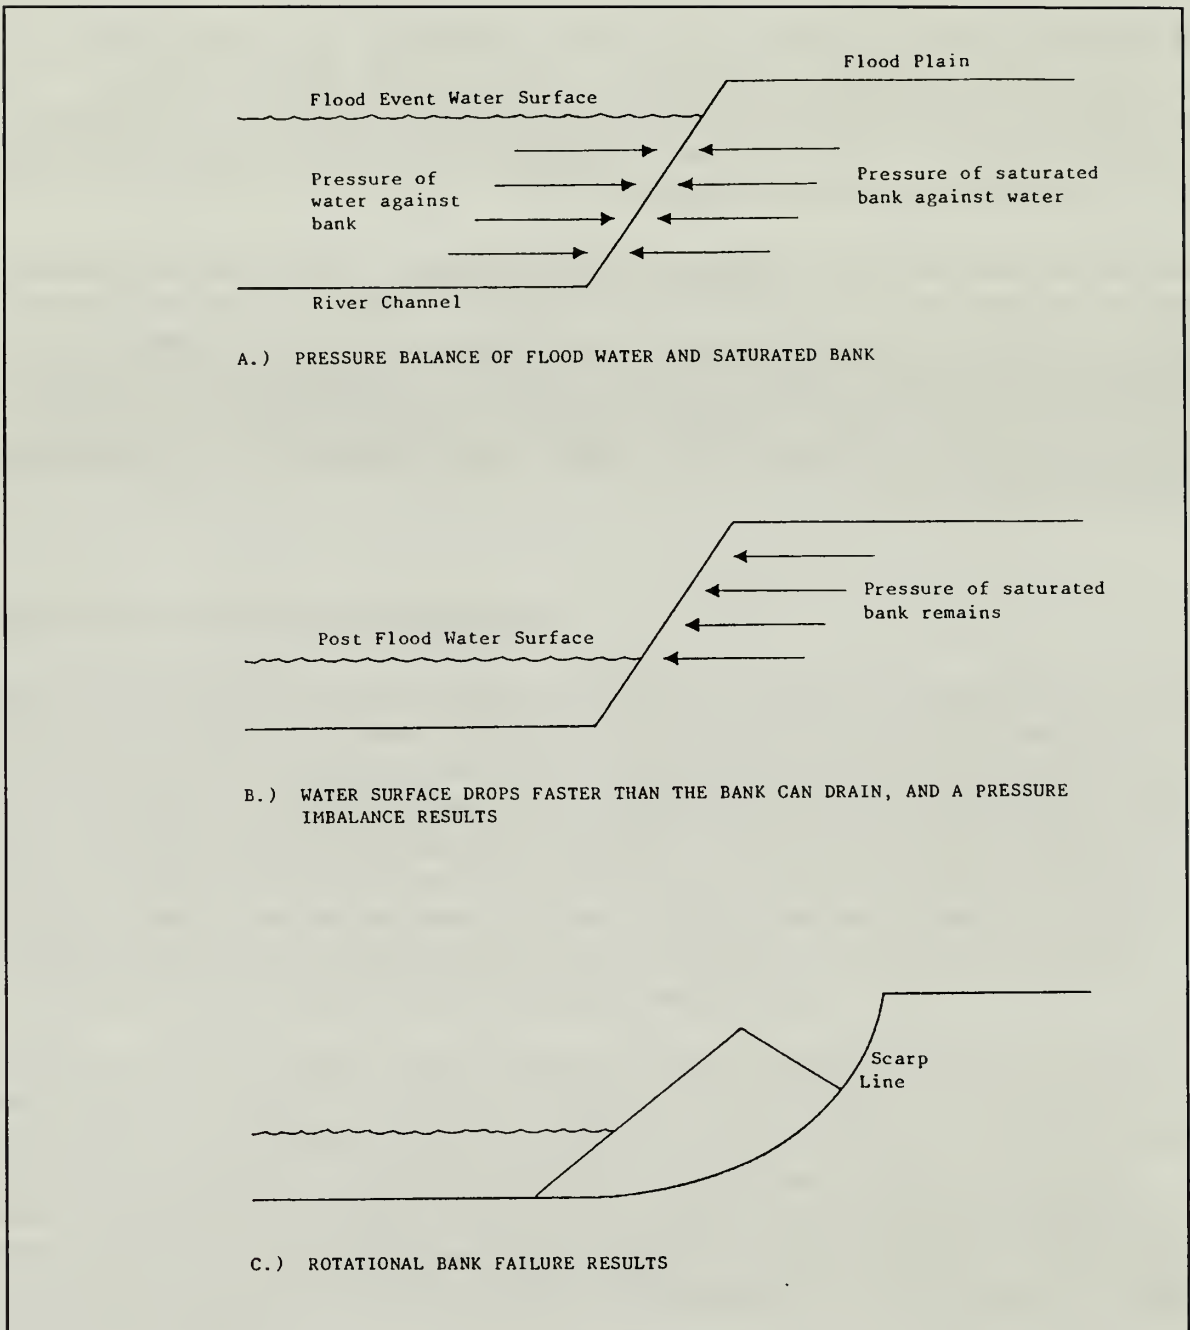 Flood Plain
Flood Event Water Surface
Pressure of
water against
bank
Pressure of saturated
bank against water
River Channel
A.) PRESSURE BALANCE OF FLOOD WATER AND SATURATED BANK
Pressure of saturated
bank remains
Post Flood Water Surface
B.) WATER SURFACE DROPS FASTER THAN THE BANK CAN DRAIN, AND A PRESSURE
IMBALANCE RESULTS
Scarp
Line
C.) ROTATIONAL BANK FAILURE RESULTS